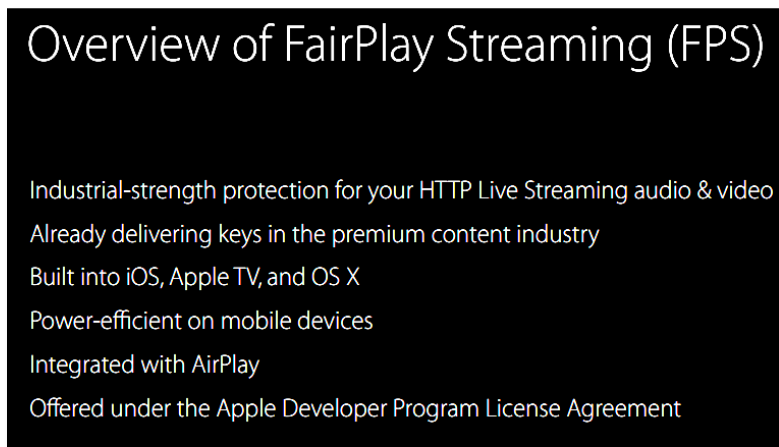 Overview of FairPlay Streaming (FPS)
Industrial-strength protection for your HTTP Live Streaming audio & video
Already delivering keys in the premium content industry
Built into iOS, Apple TV, and OS X
Power-efficient on mobile devices
Integrated with AirPlay
Offered under the Apple Developer Program License Agreement